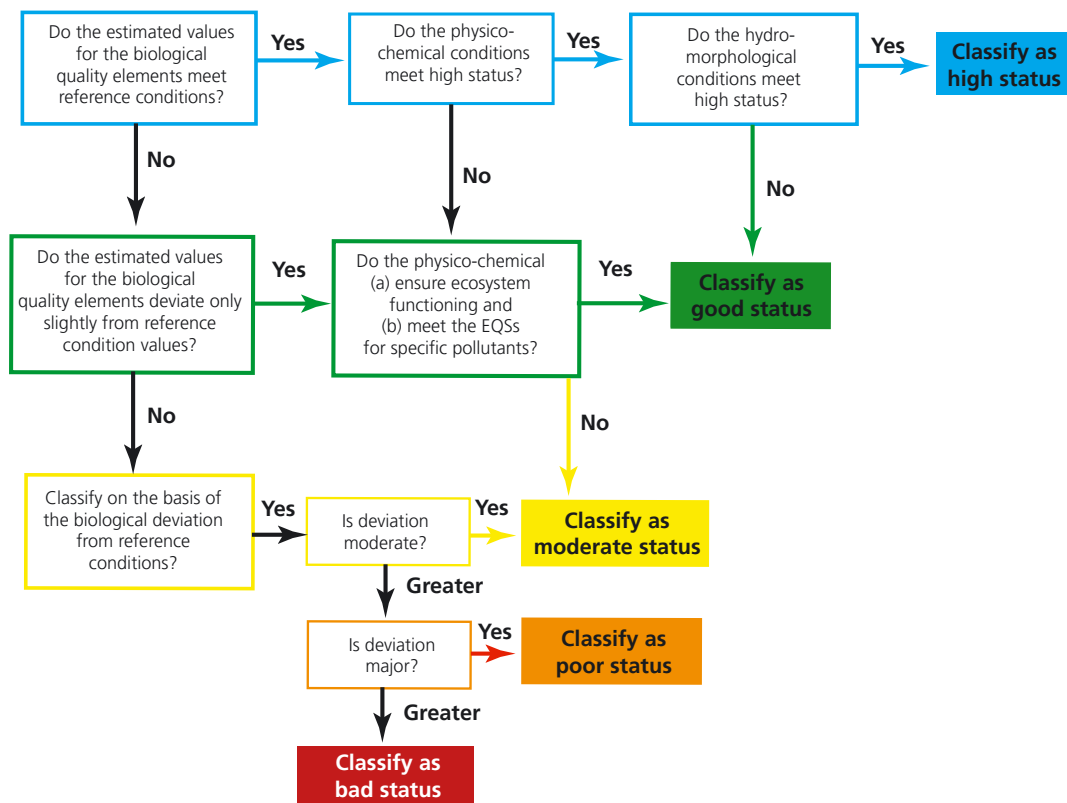 Do the estimated values
for the biological
quality elements meet
reference conditions?
Yes
Do the physico-
chemical conditions
meet high status?
Yes
Do the hydro-
morphological
conditions meet
high status?
Yes
Classify as
high status
No
No
No
Do the estimated values
for the biological
quality elements deviate only
slightly from reference
condition values?
Yes
Do the physico-chemical
(a) ensure ecosystem
functioning and
(b) meet the EQSs
for specific pollutants?
Yes
Classify as
good status
No
No
Classify on the basis of
the biological deviation
from reference
conditions?
Yes
Is deviation
moderate?
Yes
Classify as
moderate status
Greater
Is deviation
major?
Yes
Classify as
poor status
Greater
Classify as
bad status